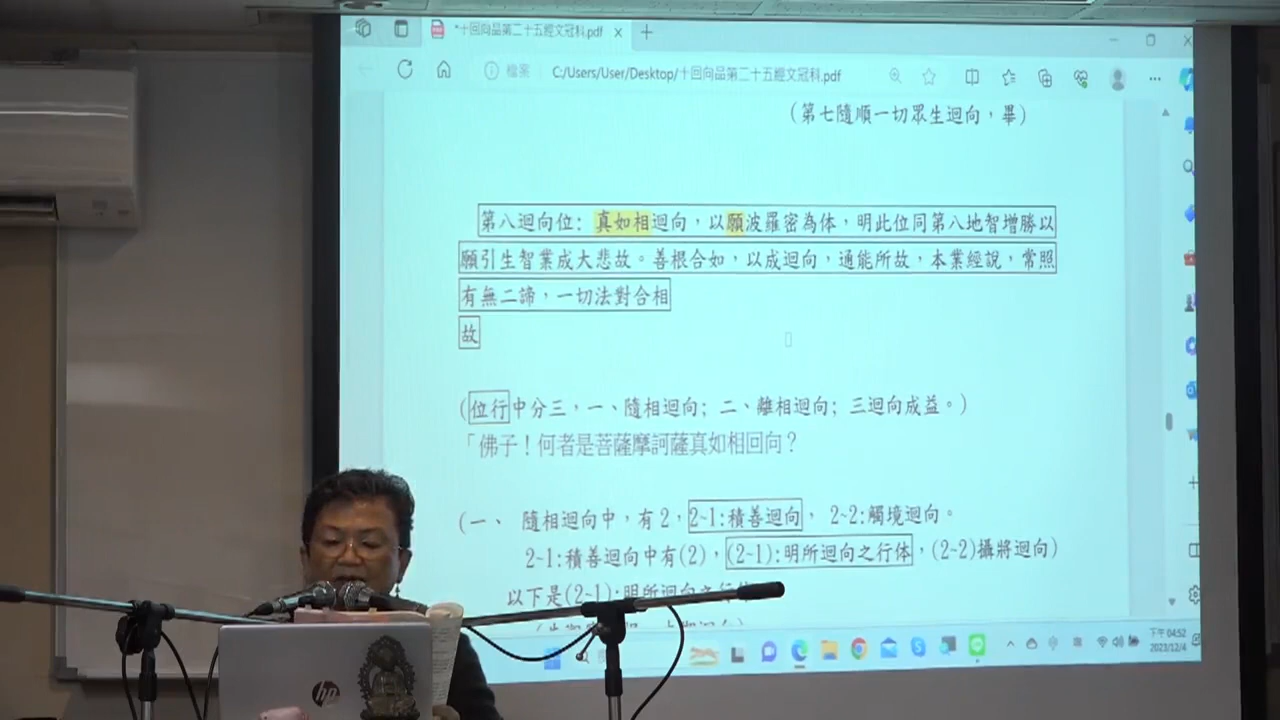 *十回向品第二十五經文冠科.pdf
檔案
C:/Users/User/Desktop/十回向品第二十五經文冠科.pdf
(第七隨順一切眾生迴向，畢)
第八迴向位：真如相迴向，以願波羅密為体，明此位同第八地智增勝以
願引生智業成大悲故。善根合如，以成迴向，通能所故，本業經說，常照
有無二諦，一切法對合相
故
(位行中分三，一、隨相迴向；二、離相迴向；三迴向成益。)
「佛子！何者是菩薩摩訶薩真如相回向？
(一、 隨相迴向中，有2，2~1:積善迴向， 2~2:觸境迴向。
2~1:積善迴向中有(2)，(2~1):明所迴向之行体，(2~2)攝將迴向)
以下是(2~1):明所迴向之行体
下午 04:52
2023/12/4
hp